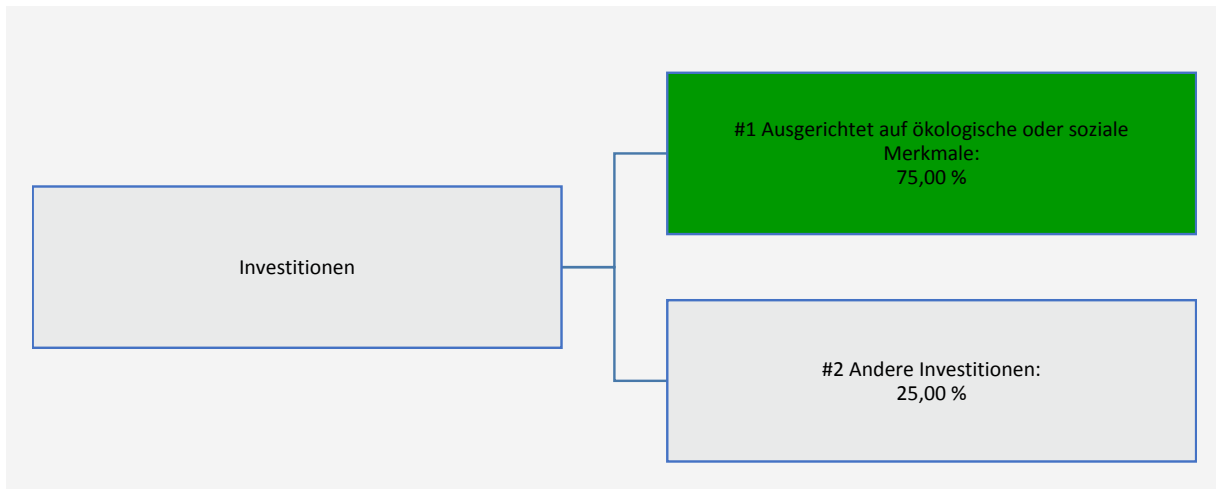 Investitionen
#1 Ausgerichtet auf ökologische oder soziale
Merkmale:
75,00 %
#2 Andere Investitionen:
25,00 %